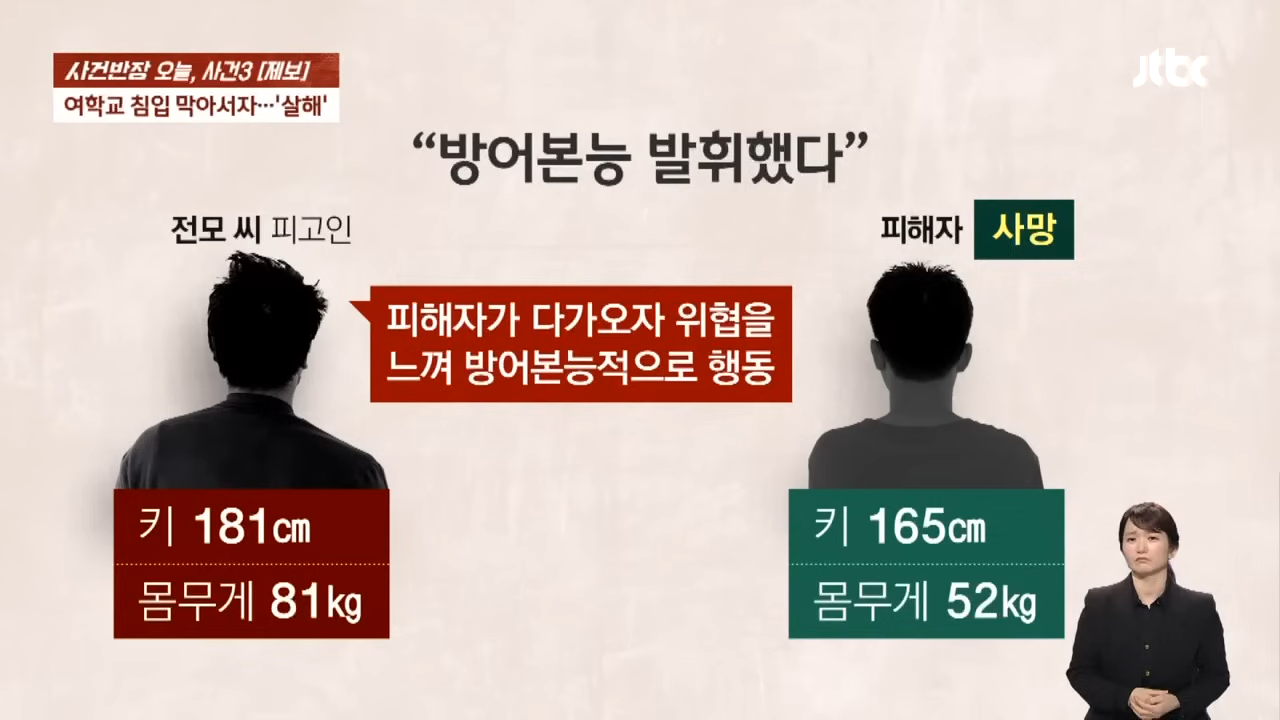 사건반장 오늘, 사건3 [제보]
여학교 침입 막아서자…'살해'
jtbc
“방어본능 발휘했다”
전모 씨 피고인
피해자 사망
피해자가 다가오자 위협을
느껴 방어본능적으로 행동
키 181㎝
몸무게 81㎏
키 165㎝
몸무게 52㎏